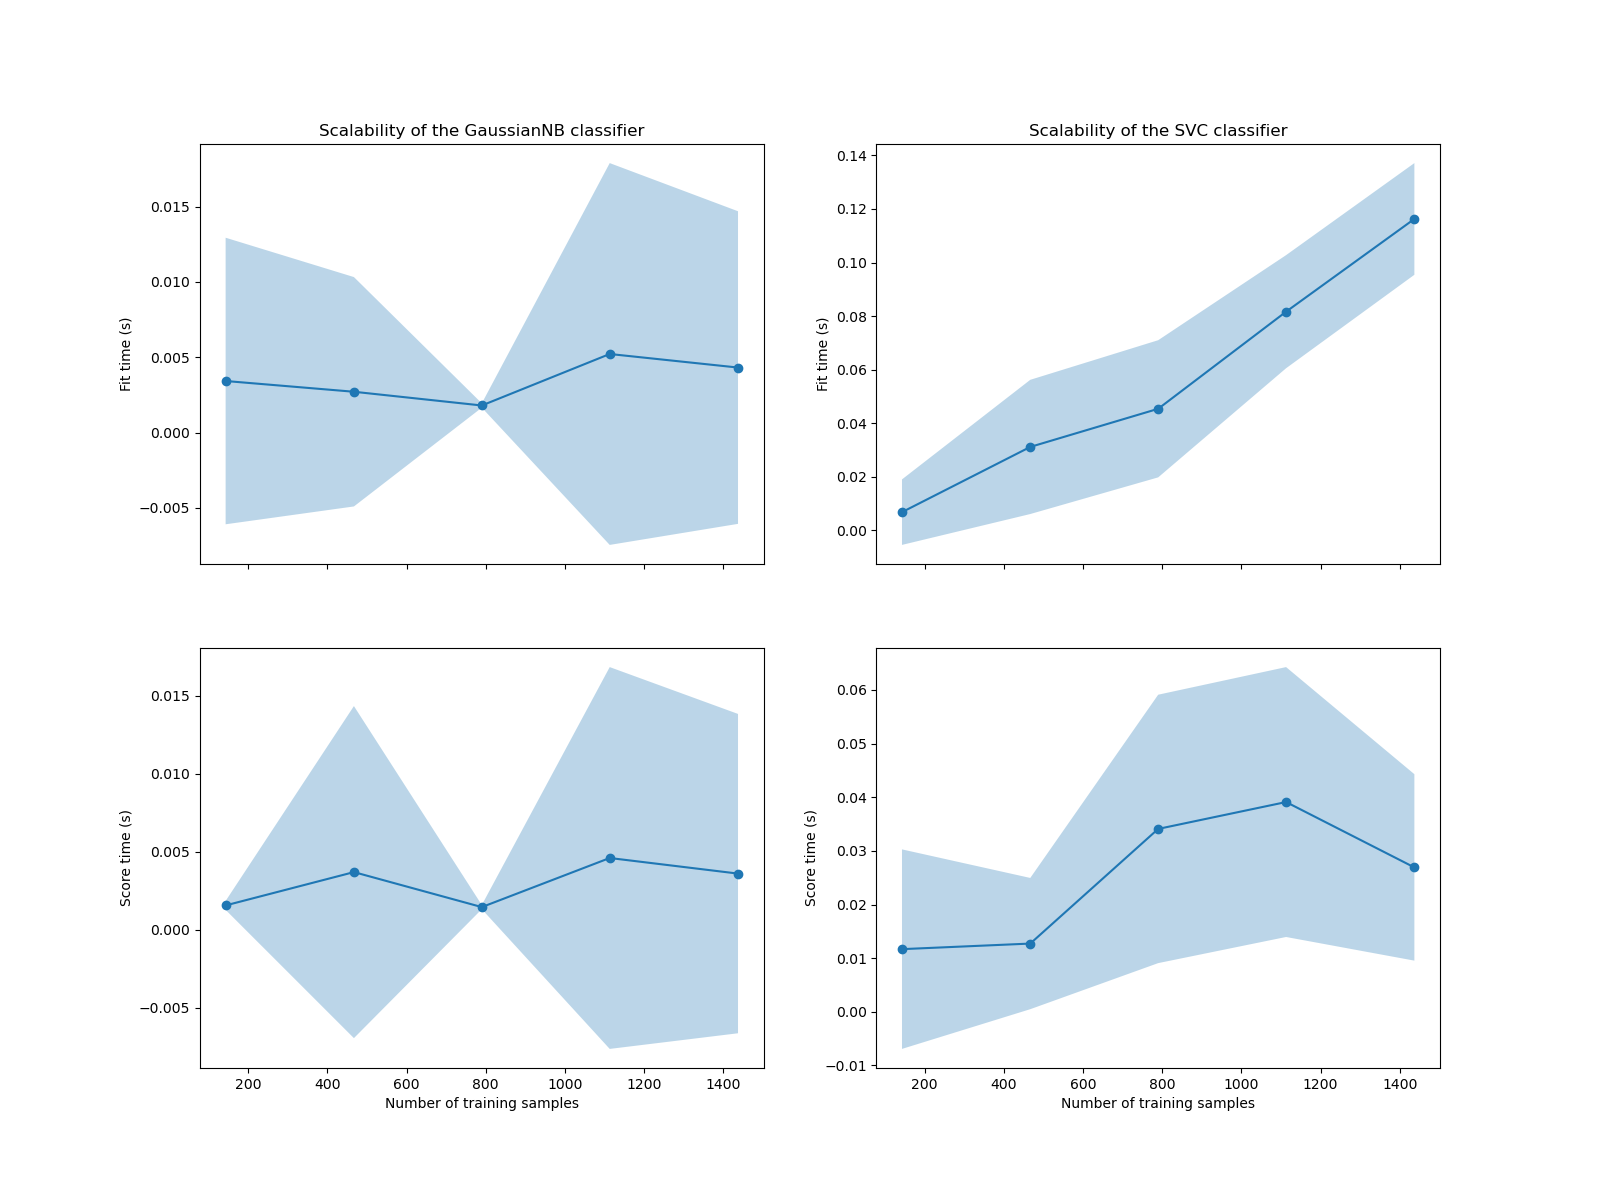 Scalability of the GaussianNB classifier
0.015
0.010
0.005
0.000
−0.005
Fit time (s)
Scalability of the SVC classifier
0.14
0.12
0.10
0.08
0.06
0.04
0.02
0.00
Fit time (s)
0.015
0.010
0.005
0.000
−0.005
Score time (s)
200 400 600 800 1000 1200 1400
Number of training samples
0.06
0.05
0.04
0.03
0.02
0.01
0.00
−0.01
Score time (s)
200 400 600 800 1000 1200 1400
Number of training samples